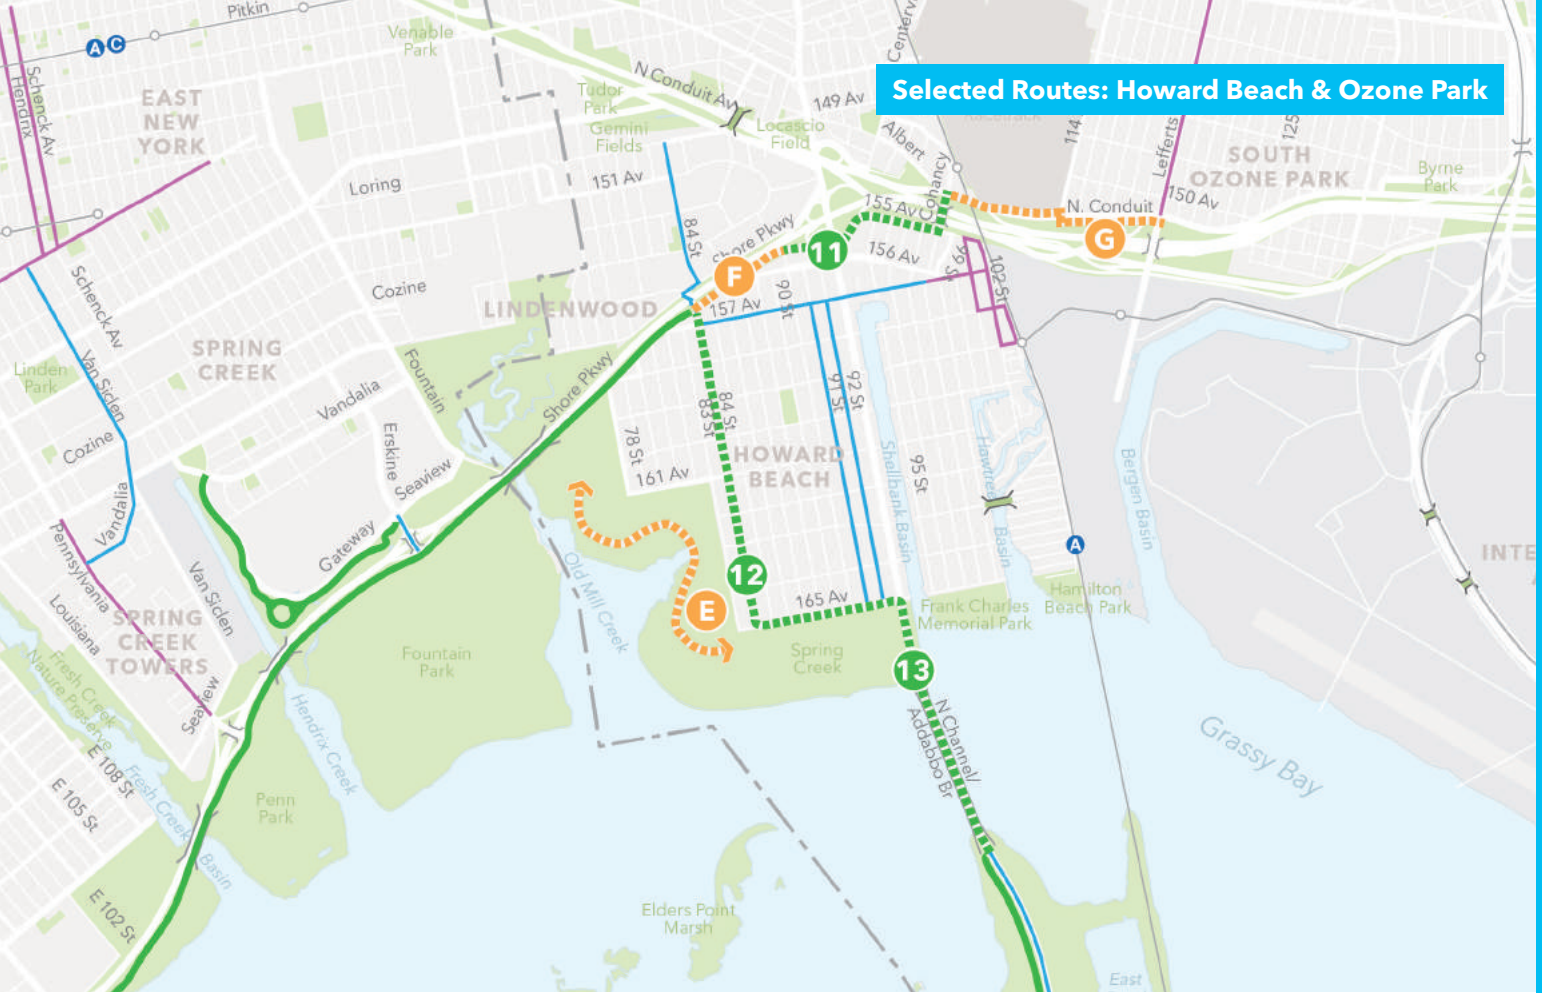 Pitkin
A
C
Venable
Park
Centerv
N Conduit Av
Selected Routes: Howard Beach & Ozone Park
Schenck Av
Hendrix
EAST
NEW
YORK
Tudor
Park
149 Av
Racetrack
114
Lefferts
125
Gemini
Fields
Locascio
Field
Albert
SOUTH
OZONE PARK
Byrne
Park
Loring
151 Av
Cohancy
155 Av
N. Conduit
150 Av
84 St
Shore Pkwy
11
156 Av
G
F
99 S
102 St
Schenck Av
Cozine
LINDENWOOD
157 Av
90 St
SPRING
CREEK
Linden
Park
Van Siclen
Fountain
Shore Pkwy
Vandalia
91 St
92 St
84 St
83 St
Cozine
Erskine
78 St
HOWARD
BEACH
Shellbank Basin
95 St
Hawtree
Basin
Bergen Basin
Seaview
161 Av
Vandalia
Pennsylvania
Gateway
Old Mill Creek
A
INTE
Van Siclen
12
Louisiana
165 Av
E
Hamilton
Beach Park
Frank Charles
Memorial Park
SPRING
CREEK
TOWERS
Fountain
Park
Spring
Creek
13
Fresh Creek
Nature Preserve
Seaview
Hendrix Creek
N Channel/
Addabbo Br
Grassy Bay
E 108 St
E 105 St
Fresh Creek
Basin
Penn
Park
E 102 St
Elders Point
Marsh
East